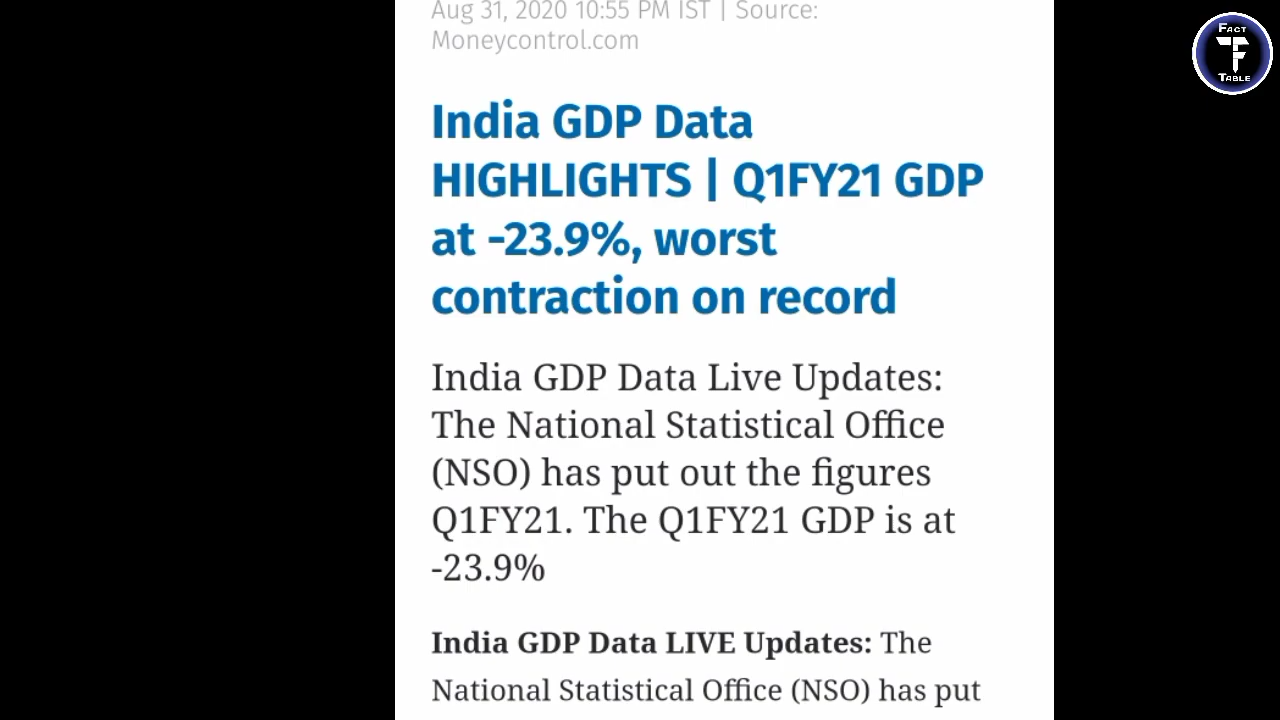 Aug 31, 2020 10:55 PM IST | Source:
Moneycontrol.com
India GDP Data
HIGHLIGHTS | Q1FY21 GDP
at -23.9%, worst
contraction on record
India GDP Data Live Updates:
The National Statistical Office
(NSO) has put out the figures
Q1FY21. The Q1FY21 GDP is at
-23.9%
India GDP Data LIVE Updates: The
National Statistical Office (NSO) has put
FACT
TABLE